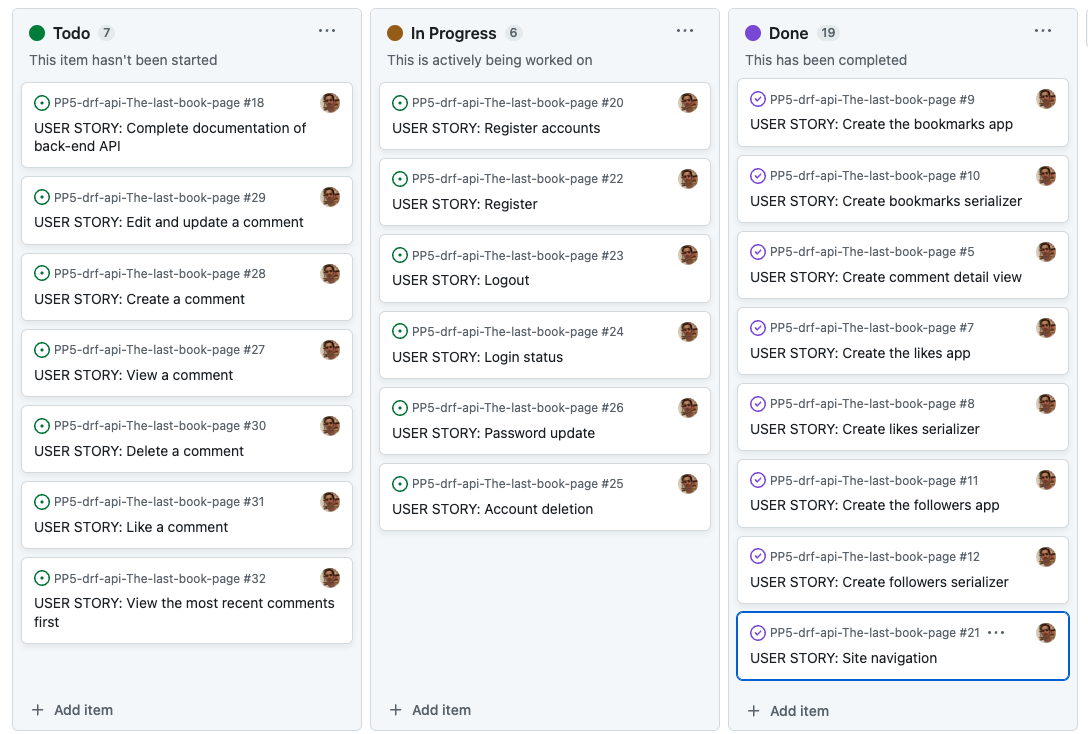 Todo 7
This item hasn't been started
PP5-drf-api-The-last-book-page #18
USER STORY: Complete documentation of
back-end API
PP5-drf-api-The-last-book-page #29
USER STORY: Edit and update a comment
PP5-drf-api-The-last-book-page #28
USER STORY: Create a comment
PP5-drf-api-The-last-book-page #27
USER STORY: View a comment
PP5-drf-api-The-last-book-page #30
USER STORY: Delete a comment
PP5-drf-api-The-last-book-page #31
USER STORY: Like a comment
PP5-drf-api-The-last-book-page #32
USER STORY: View the most recent comments
first
Add item
In Progress 6
This is actively being worked on
PP5-drf-api-The-last-book-page #20
USER STORY: Register accounts
PP5-drf-api-The-last-book-page #22
USER STORY: Register
PP5-drf-api-The-last-book-page #23
USER STORY: Logout
PP5-drf-api-The-last-book-page #24
USER STORY: Login status
PP5-drf-api-The-last-book-page #26
USER STORY: Password update
PP5-drf-api-The-last-book-page #25
USER STORY: Account deletion
Add item
Done 19
This has been completed
PP5-drf-api-The-last-book-page #9
USER STORY: Create the bookmarks app
PP5-drf-api-The-last-book-page #10
USER STORY: Create bookmarks serializer
PP5-drf-api-The-last-book-page #5
USER STORY: Create comment detail view
PP5-drf-api-The-last-book-page #7
USER STORY: Create the likes app
PP5-drf-api-The-last-book-page #8
USER STORY: Create likes serializer
PP5-drf-api-The-last-book-page #11
USER STORY: Create the followers app
PP5-drf-api-The-last-book-page #12
USER STORY: Create followers serializer
PP5-drf-api-The-last-book-page #21
USER STORY: Site navigation
Add item